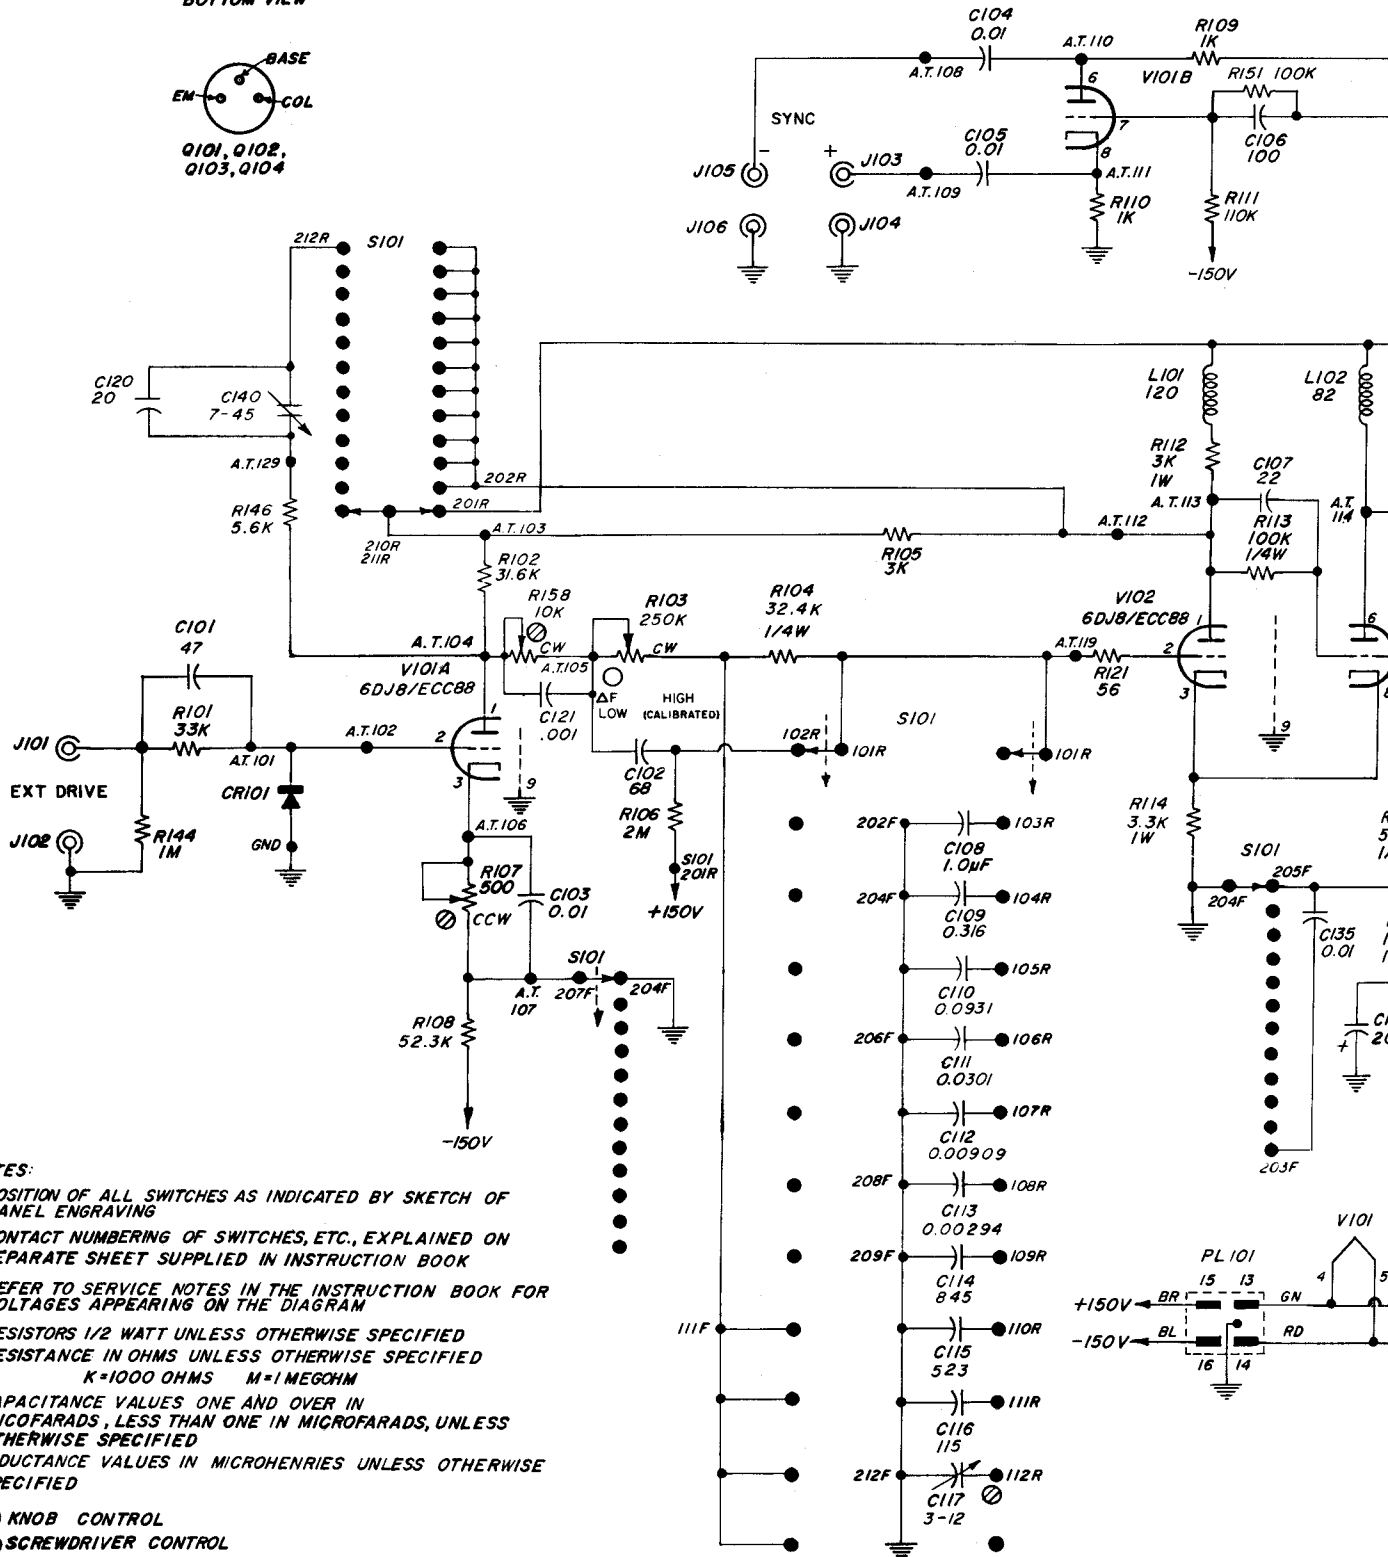 BOTTOM VIEW
BASE
EM
COL
Q101, Q102,
Q103, Q104
C104
0.01
A.T.108
A.T.110
R109
1K
6
V101B
R151 100K
7
C106
100
8
SYNC
-
+
J105
J103
C105
0.01
A.T.109
A.T.111
J106
J104
R110
1K
R111
110K
-150V
212R
S101
C120
20
C140
7-45
A.T.129
R146
5.6K
202R
201R
210R
211R
A.T.103
R102
31.6K
R105
3K
A.T.112
L101
120
L102
82
R112
3K
1W
C107
22
A.T.113
R113
100K
1/4W
A.T.
114
R158
10K
R103
250K
R104
32.4K
1/4W
V102
6DJ8/ECC88
1
6
A.T.104
CW
CW
A.T.105
A.T.119
2
R121
56
3
8
9
C101
47
V101A
6DJ8/ECC88
ΔF
LOW
HIGH
(CALIBRATED)
C121
.001
S101
R101
33K
J101
A.T.101
A.T.102
1
2
3
9
102R
101R
101R
C102
68
EXT DRIVE
CR101
R106
2M
J102
R144
1M
GND
A.T.106
S101
201R
+150V
R107
500
CCW
C103
0.01
202F
103R
C108
1.0μF
204F
104R
C109
0.316
105R
C110
0.0931
206F
106R
C111
0.0301
107R
C112
0.00909
208F
108R
C113
0.00294
209F
109R
C114
845
111F
110R
C115
523
111R
C116
115
212F
112R
C117
3-12
R114
3.3K
1W
S101
204F
205F
C135
0.01
203F
+
S101
A.T.
107
207F
204F
R108
52.3K
-150V
V101
4
5
PL101
15
13
+150V
BR
GN
-150V
BL
RD
16
14
TES:
OSITION OF ALL SWITCHES AS INDICATED BY SKETCH OF
ANEL ENGRAVING
ONTACT NUMBERING OF SWITCHES, ETC., EXPLAINED ON
EPARATE SHEET SUPPLIED IN INSTRUCTION BOOK
EFER TO SERVICE NOTES IN THE INSTRUCTION BOOK FOR
OLTAGES APPEARING ON THE DIAGRAM
ESISTORS 1/2 WATT UNLESS OTHERWISE SPECIFIED
ESISTANCE IN OHMS UNLESS OTHERWISE SPECIFIED
K=1000 OHMS M=1 MEGOHM
APACITANCE VALUES ONE AND OVER IN
ICOFARADS, LESS THAN ONE IN MICROFARADS, UNLESS
THERWISE SPECIFIED
DUCTANCE VALUES IN MICROHENRIES UNLESS OTHERWISE
PECIFIED
KNOB CONTROL
SCREWDRIVER CONTROL